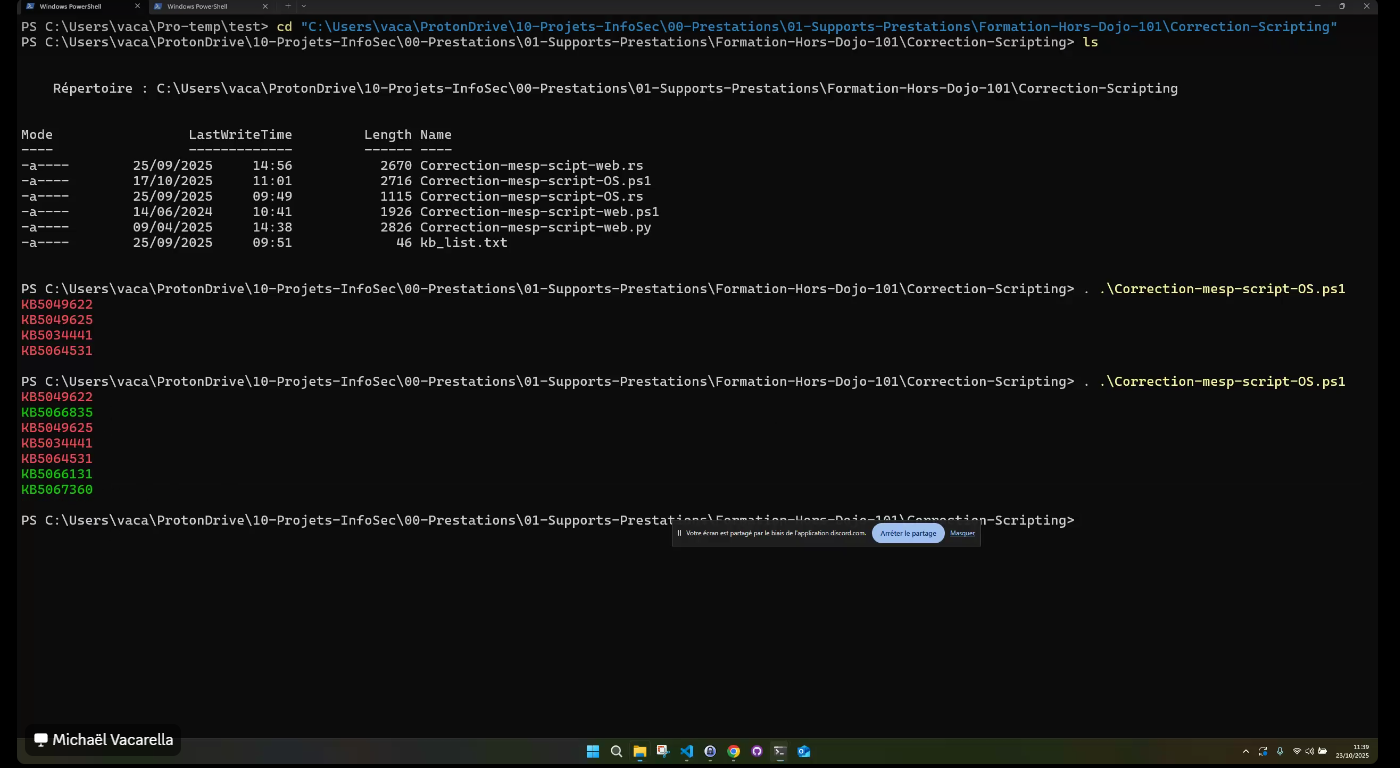 Windows PowerShell
Windows PowerShell
PS C:\Users\vaca\Pro-temp\test> cd "C:\Users\vaca\ProtonDrive\10-Projets-InfoSec\00-Prestations\01-Supports-Prestations\Formation-Hors-Dojo-101\Correction-Scripting"
PS C:\Users\vaca\ProtonDrive\10-Projets-InfoSec\00-Prestations\01-Supports-Prestations\Formation-Hors-Dojo-101\Correction-Scripting> ls
Répertoire : C:\Users\vaca\ProtonDrive\10-Projets-InfoSec\00-Prestations\01-Supports-Prestations\Formation-Hors-Dojo-101\Correction-Scripting
Mode LastWriteTime Length Name
---- ------------- ------ ----
-a---- 25/09/2025 14:56 2670 Correction-mesp-scipt-web.rs
-a---- 17/10/2025 11:01 2716 Correction-mesp-script-OS.ps1
-a---- 25/09/2025 09:49 1115 Correction-mesp-script-OS.rs
-a---- 14/06/2024 10:41 1926 Correction-mesp-script-web.ps1
-a---- 09/04/2025 14:38 2826 Correction-mesp-script-web.py
-a---- 25/09/2025 09:51 46 kb_list.txt
PS C:\Users\vaca\ProtonDrive\10-Projets-InfoSec\00-Prestations\01-Supports-Prestations\Formation-Hors-Dojo-101\Correction-Scripting> . .\Correction-mesp-script-OS.ps1
KB5049622
KB5049625
KB5034441
KB5064531
PS C:\Users\vaca\ProtonDrive\10-Projets-InfoSec\00-Prestations\01-Supports-Prestations\Formation-Hors-Dojo-101\Correction-Scripting> . .\Correction-mesp-script-OS.ps1
KB5049622
KB5066835
KB5049625
KB5034441
KB5064531
KB5066131
KB5067360
PS C:\Users\vaca\ProtonDrive\10-Projets-InfoSec\00-Prestations\01-Supports-Prestations\Formation-Hors-Dojo-101\Correction-Scripting>
Votre écran est partagé par le biais de l'application discord.com.
Arrêter le partage
Masquer
Michaël Vacarella
11:39
23/10/2025